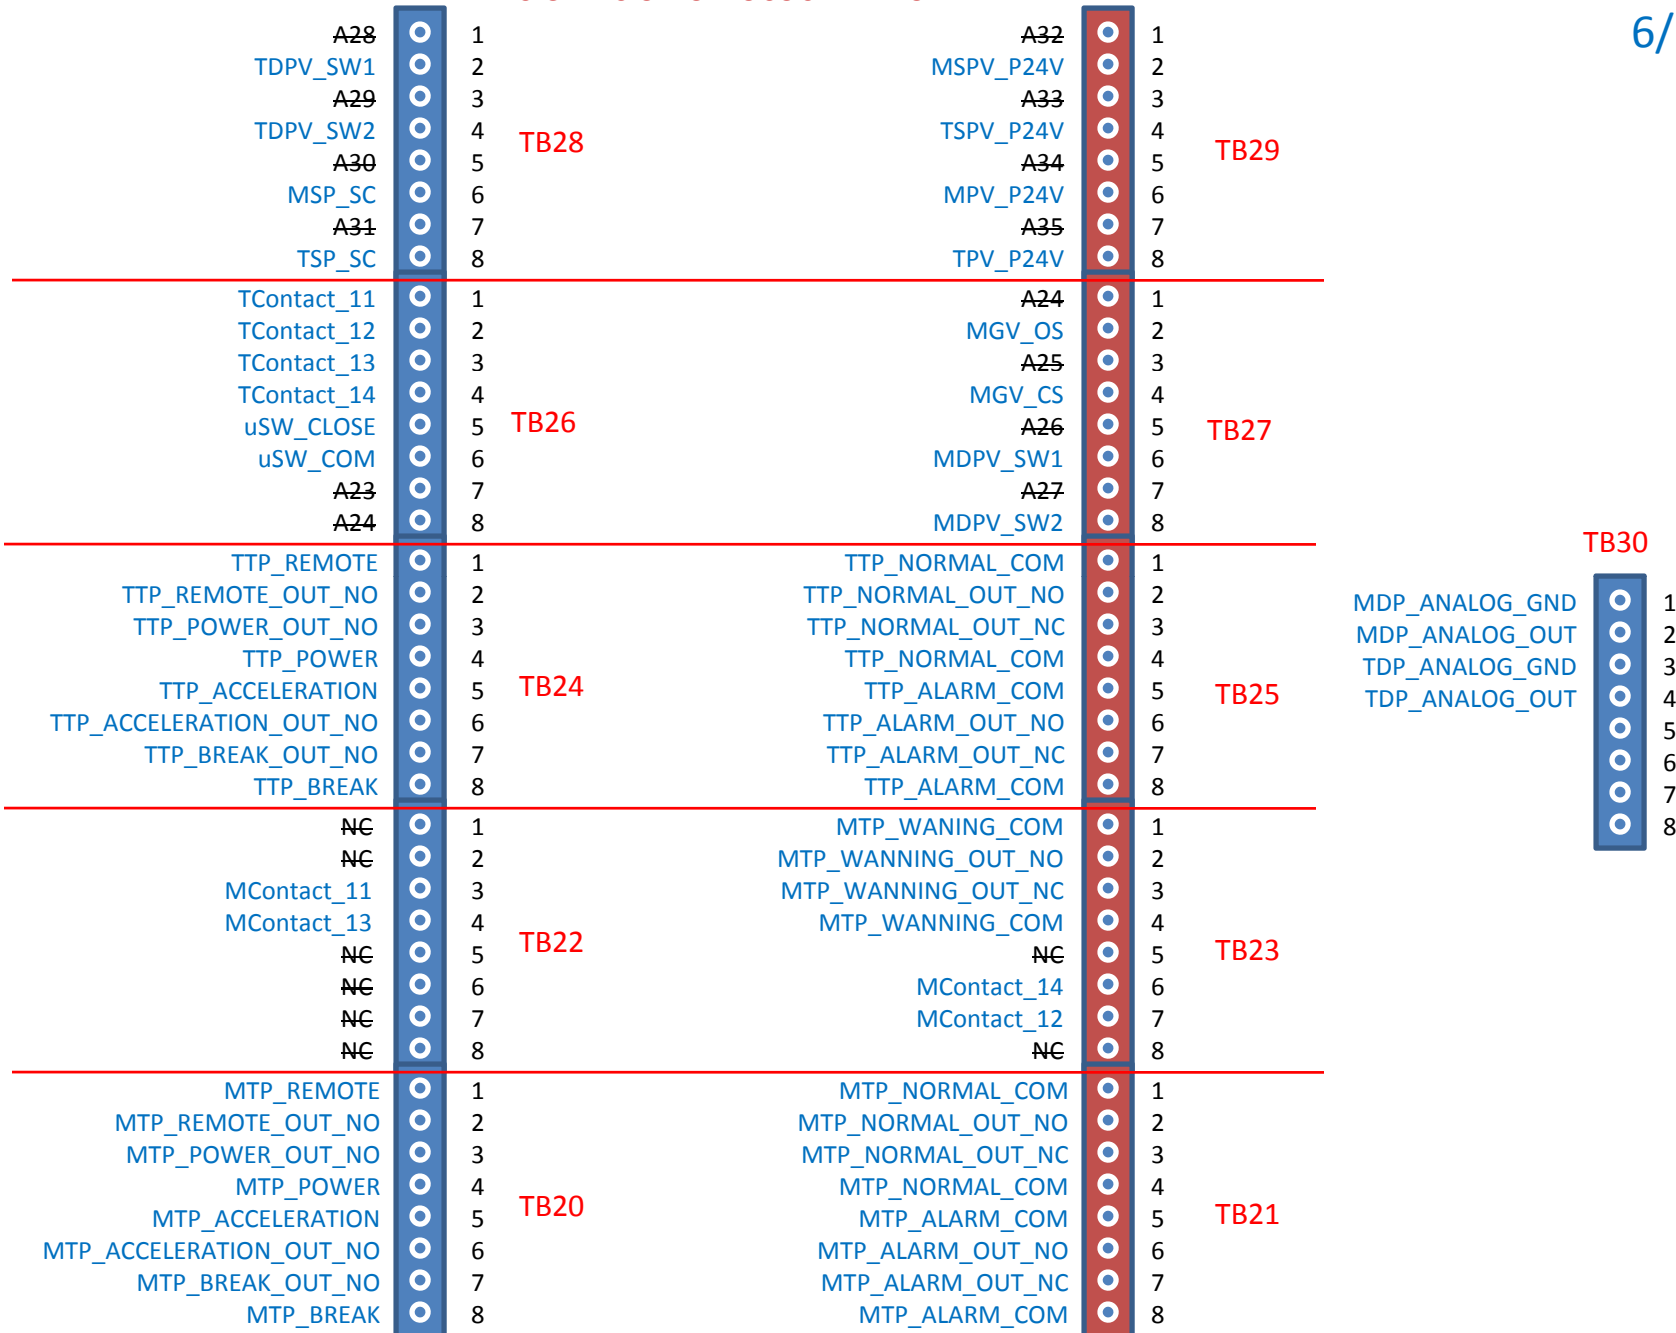 6/
A28 1
TDPV_SW1 2
A29 3
TDPV_SW2 4
A30 5
MSP_SC 6
A31 7
TSP_SC 8
TB28
A32 1
MSPV_P24V 2
A33 3
TSPV_P24V 4
A34 5
MPV_P24V 6
A35 7
TPV_P24V 8
TB29
TContact_11 1
TContact_12 2
TContact_13 3
TContact_14 4
uSW_CLOSE 5
uSW_COM 6
A23 7
A24 8
TB26
A24 1
MGV_OS 2
A25 3
MGV_CS 4
A26 5
MDPV_SW1 6
A27 7
MDPV_SW2 8
TB27
TTP_REMOTE 1
TTP_REMOTE_OUT_NO 2
TTP_POWER_OUT_NO 3
TTP_POWER 4
TTP_ACCELERATION 5
TTP_ACCELERATION_OUT_NO 6
TTP_BREAK_OUT_NO 7
TTP_BREAK 8
TB24
TTP_NORMAL_COM 1
TTP_NORMAL_OUT_NO 2
TTP_NORMAL_OUT_NC 3
TTP_NORMAL_COM 4
TTP_ALARM_COM 5
TTP_ALARM_OUT_NO 6
TTP_ALARM_OUT_NC 7
TTP_ALARM_COM 8
TB25
TB30
MDP_ANALOG_GND 1
MDP_ANALOG_OUT 2
TDP_ANALOG_GND 3
TDP_ANALOG_OUT 4
5
6
7
8
NC 1
NC 2
MContact_11 3
MContact_13 4
NC 5
NC 6
NC 7
NC 8
TB22
MTP_WANING_COM 1
MTP_WANNING_OUT_NO 2
MTP_WANNING_OUT_NC 3
MTP_WANNING_COM 4
NC 5
MContact_14 6
MContact_12 7
NC 8
TB23
MTP_REMOTE 1
MTP_REMOTE_OUT_NO 2
MTP_POWER_OUT_NO 3
MTP_POWER 4
MTP_ACCELERATION 5
MTP_ACCELERATION_OUT_NO 6
MTP_BREAK_OUT_NO 7
MTP_BREAK 8
TB20
MTP_NORMAL_COM 1
MTP_NORMAL_OUT_NO 2
MTP_NORMAL_OUT_NC 3
MTP_NORMAL_COM 4
MTP_ALARM_COM 5
MTP_ALARM_OUT_NO 6
MTP_ALARM_OUT_NC 7
MTP_ALARM_COM 8
TB21